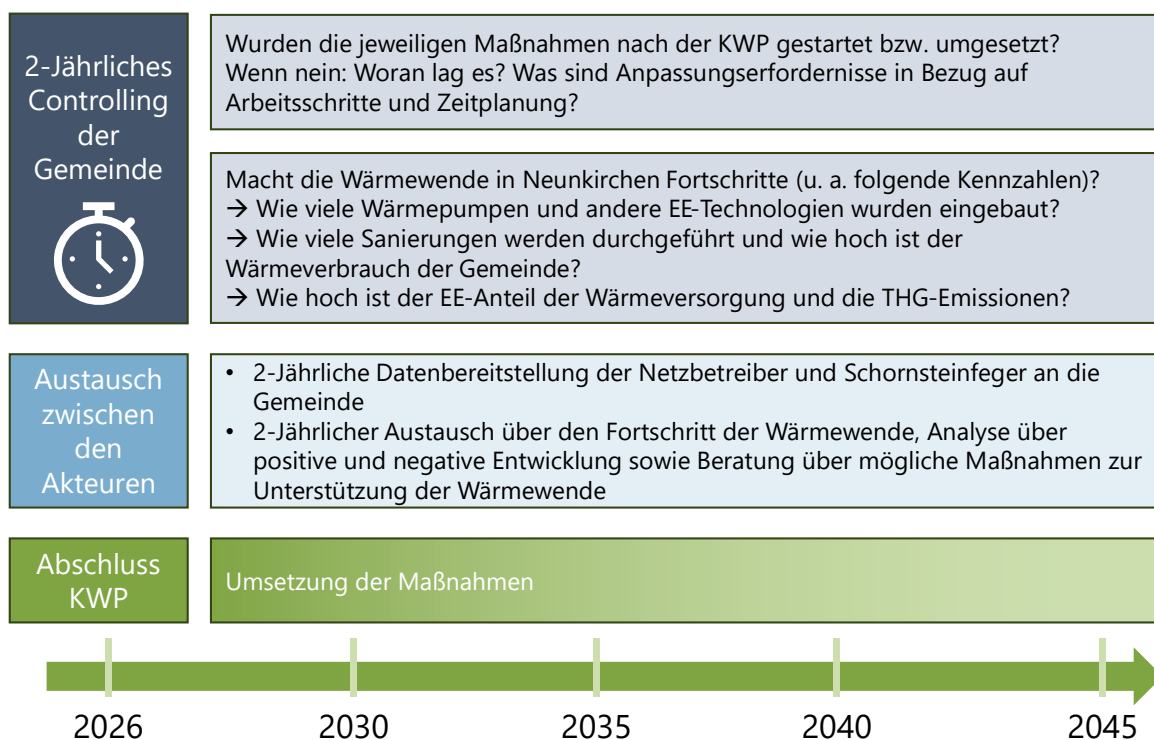 2-Jährliches
Controlling
der
Gemeinde
Wurden die jeweiligen Maßnahmen nach der KWP gestartet bzw. umgesetzt?
Wenn nein: Woran lag es? Was sind Anpassungserfordernisse in Bezug auf
Arbeitsschritte und Zeitplanung?
Macht die Wärmewende in Neunkirchen Fortschritte (u. a. folgende Kennzahlen)?
→ Wie viele Wärmepumpen und andere EE-Technologien wurden eingebaut?
→ Wie viele Sanierungen werden durchgeführt und wie hoch ist der
Wärmeverbrauch der Gemeinde?
→ Wie hoch ist der EE-Anteil der Wärmeversorgung und die THG-Emissionen?
Austausch
zwischen
den
Akteuren
• 2-Jährliche Datenbereitstellung der Netzbetreiber und Schornsteinfeger an die
Gemeinde
• 2-Jährlicher Austausch über den Fortschritt der Wärmewende, Analyse über
positive und negative Entwicklung sowie Beratung über mögliche Maßnahmen zur
Unterstützung der Wärmewende
Abschluss
KWP
Umsetzung der Maßnahmen
2026 2030 2035 2040 2045